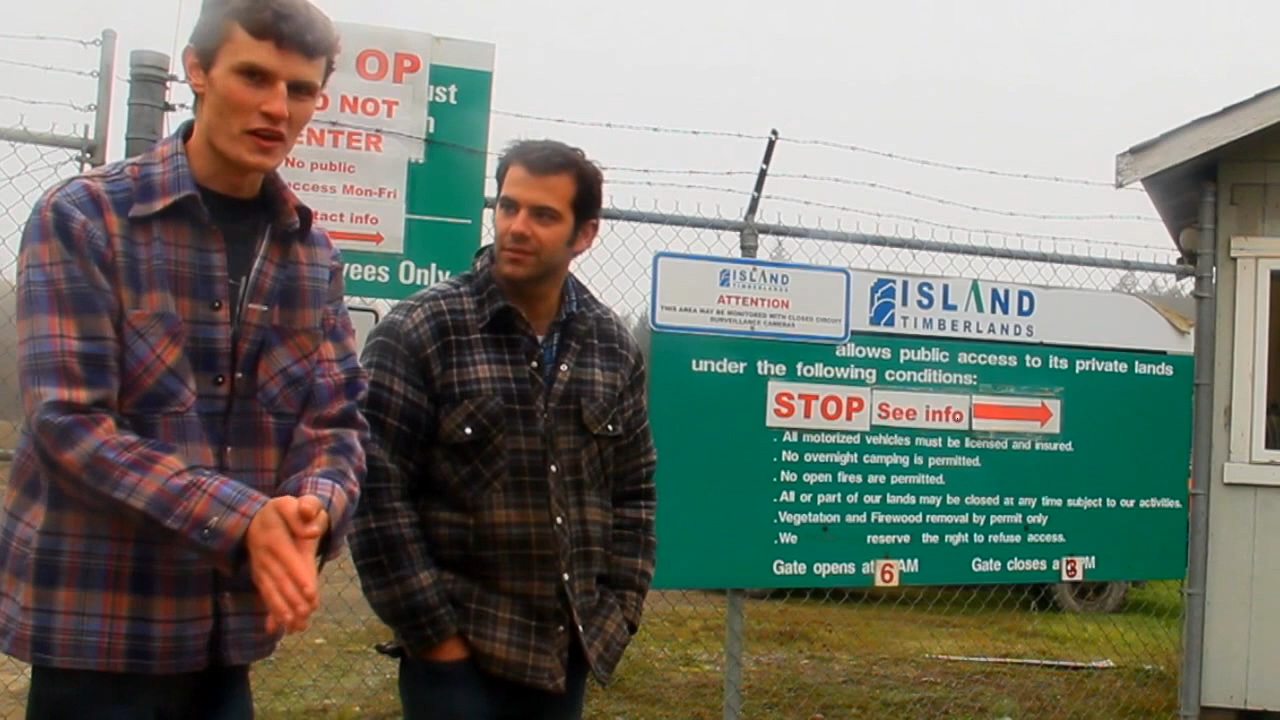 OP
O NOT
ENTER
No public
access Mon-Fri
tact info
ust
n
yees Only
ISLAND
TIMBERLANDS
ATTENTION
THIS AREA MAY BE MONITORED WITH CLOSED CIRCUIT
SURVEILLANCE CAMERAS
ISLAND
TIMBERLANDS
allows public access to its private lands
under the following conditions:
STOP See info
. All motorized vehicles must be licensed and insured.
. No overnight camping is permitted.
. No open fires are permitted.
. All or part of our lands may be closed at any time subject to our activities.
. Vegetation and Firewood removal by permit only
. We reserve the right to refuse access.
Gate opens at 6 AM Gate closes a 8 PM